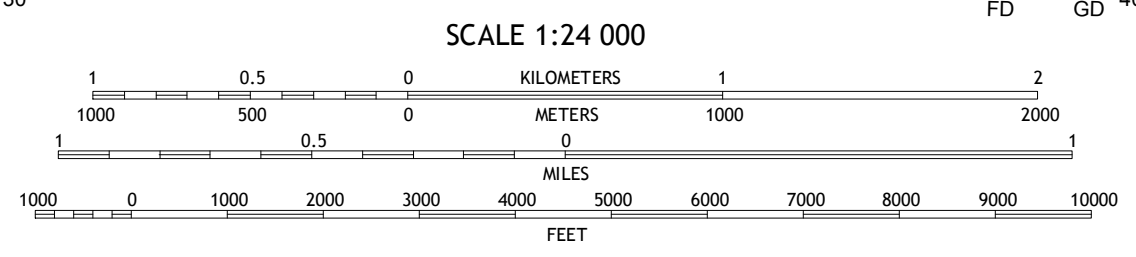 FD GD
SCALE 1:24 000
1 0.5 0 KILOMETERS 1 2
1000 500 0 METERS 1000 2000
1 0.5 0 1
MILES
1000 0 1000 2000 3000 4000 5000 6000 7000 8000 9000 10000
FEET